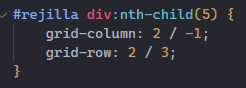 #rejilla div:nth-child(5) {
    grid-column: 2 / -1;
    grid-row: 2 / 3;
}